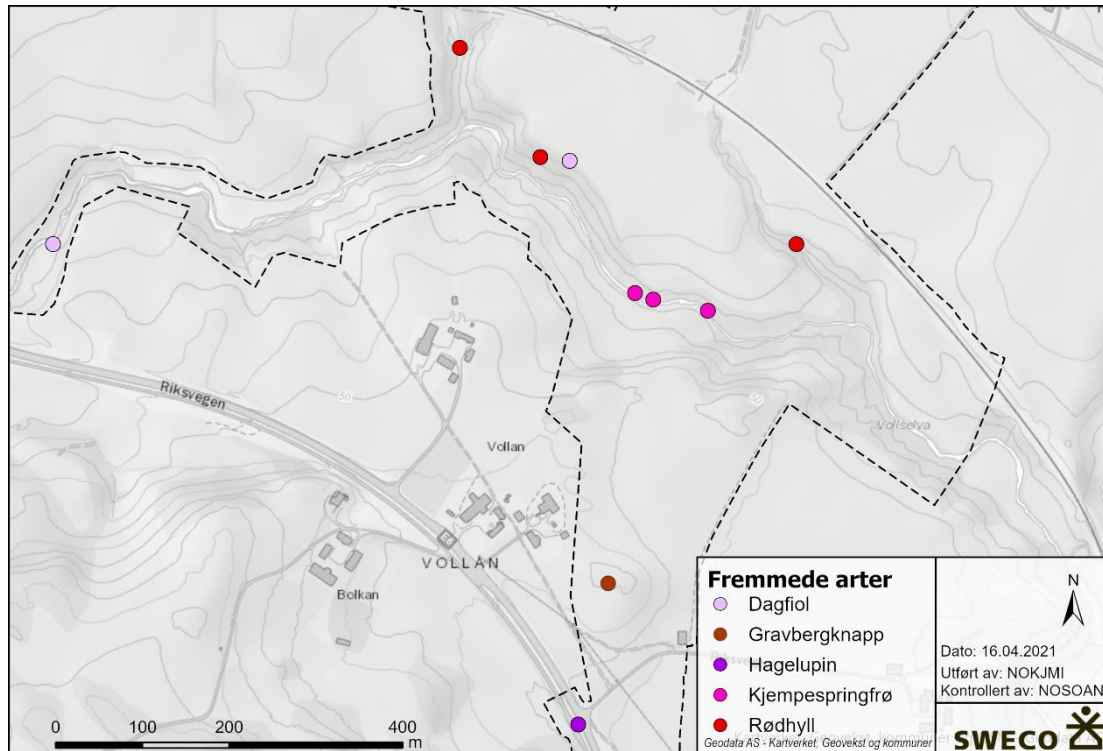 Riksvegen
50
Vollan
VOLLAN
Bolkan
50
Vollselva
Fremmede arter
Dagfiol
Gravbergknapp
Hagelupin
Kjempespringfrø
Rødhyll
N
Dato: 16.04.2021
Utført av: NOKJMI
Kontrollert av: NOSOAN
0 100 200 400
m
Geodata AS - Kartverket, Geovekst og kommuner
SWECO